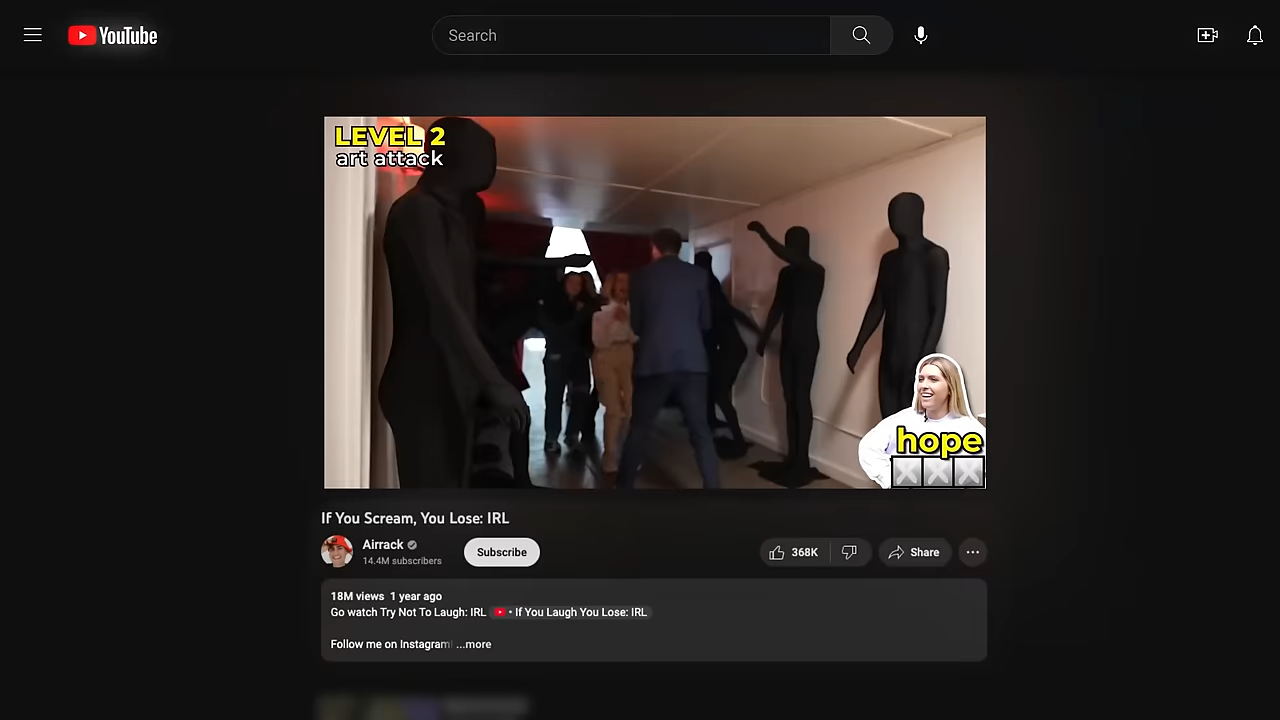 YouTube
Search
LEVEL 2
art attack
hope
If You Scream, You Lose: IRL
Airrack
14.4M subscribers
Subscribe
368K
Share
18M views 1 year ago
Go watch Try Not To Laugh: IRL • If You Laugh You Lose: IRL
Follow me on Instagram ...more